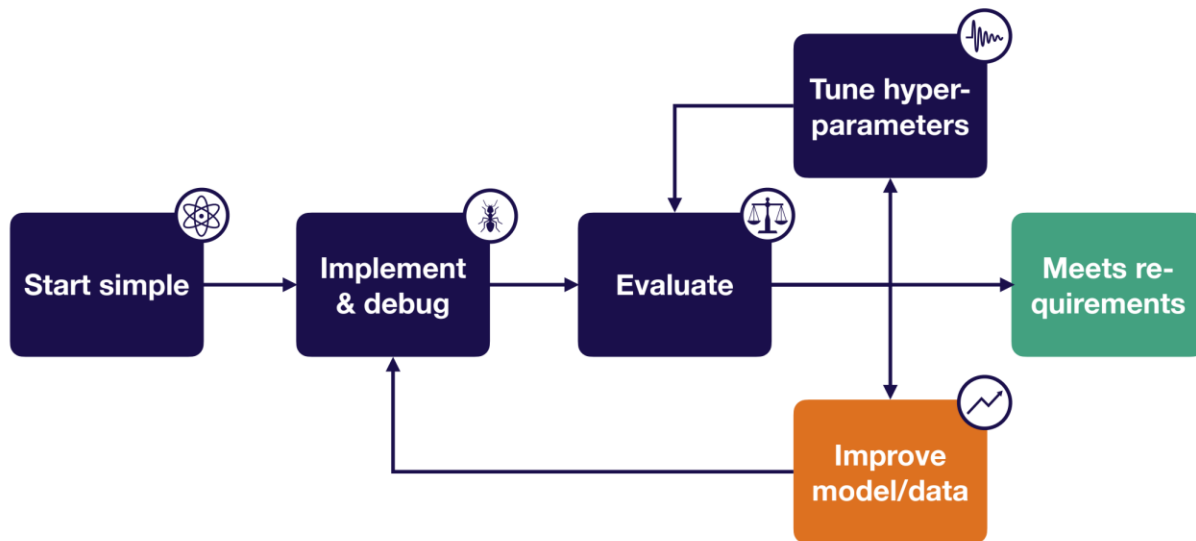 Tune hyper-
parameters
Start simple
Implement
& debug
Evaluate
Meets re-
quirements
Improve
model/data